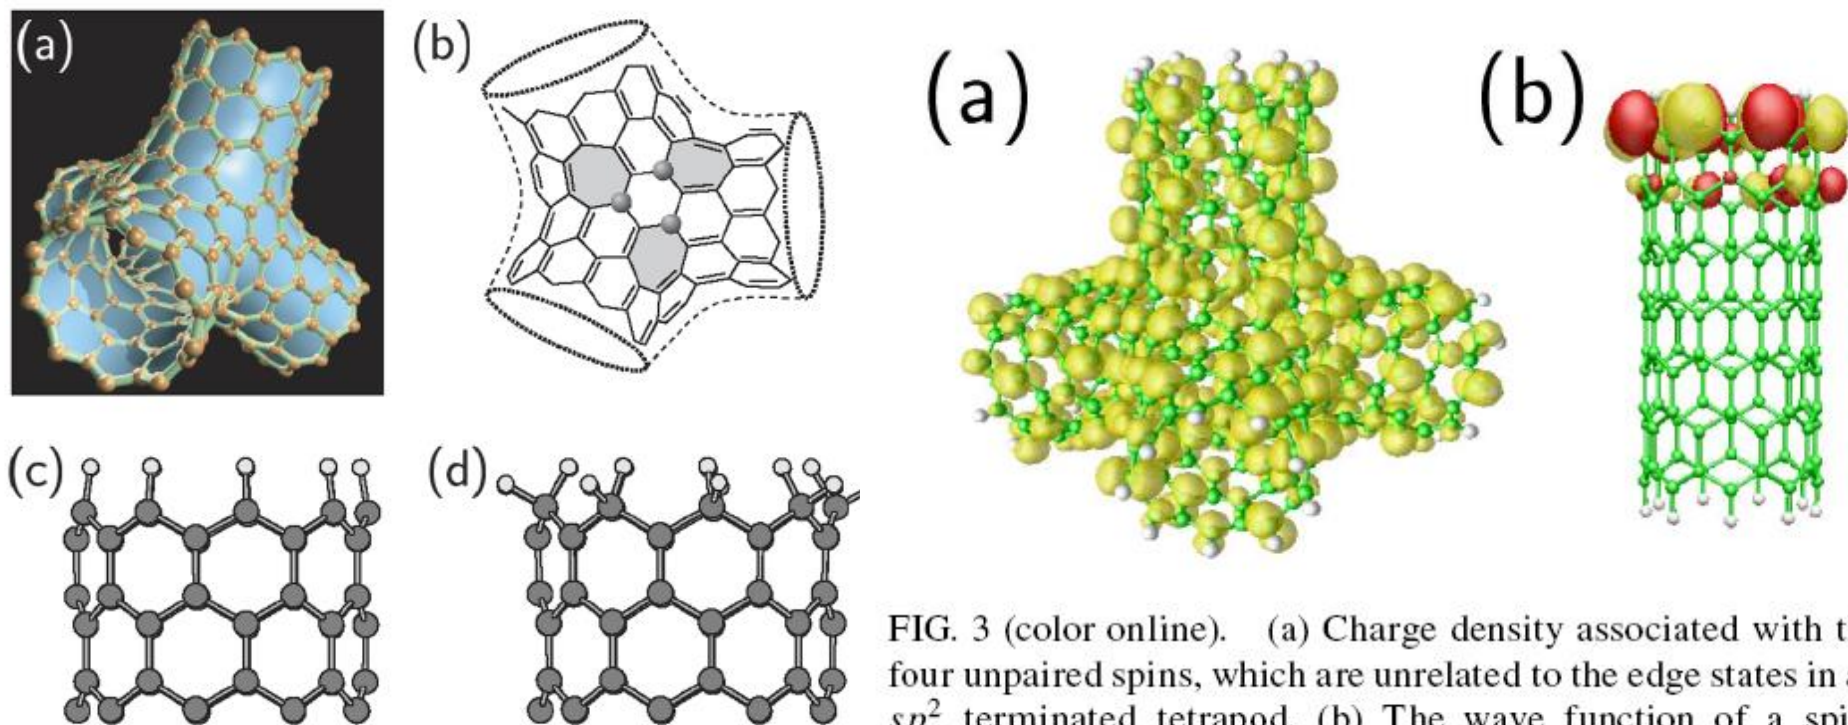 (a)
(b)
(c)
(d)
(a)
(b)
FIG. 3 (color online). (a) Charge density associated with
four unpaired spins, which are unrelated to the edge states in
sp² terminated tetrapod. (b) The wave function of a